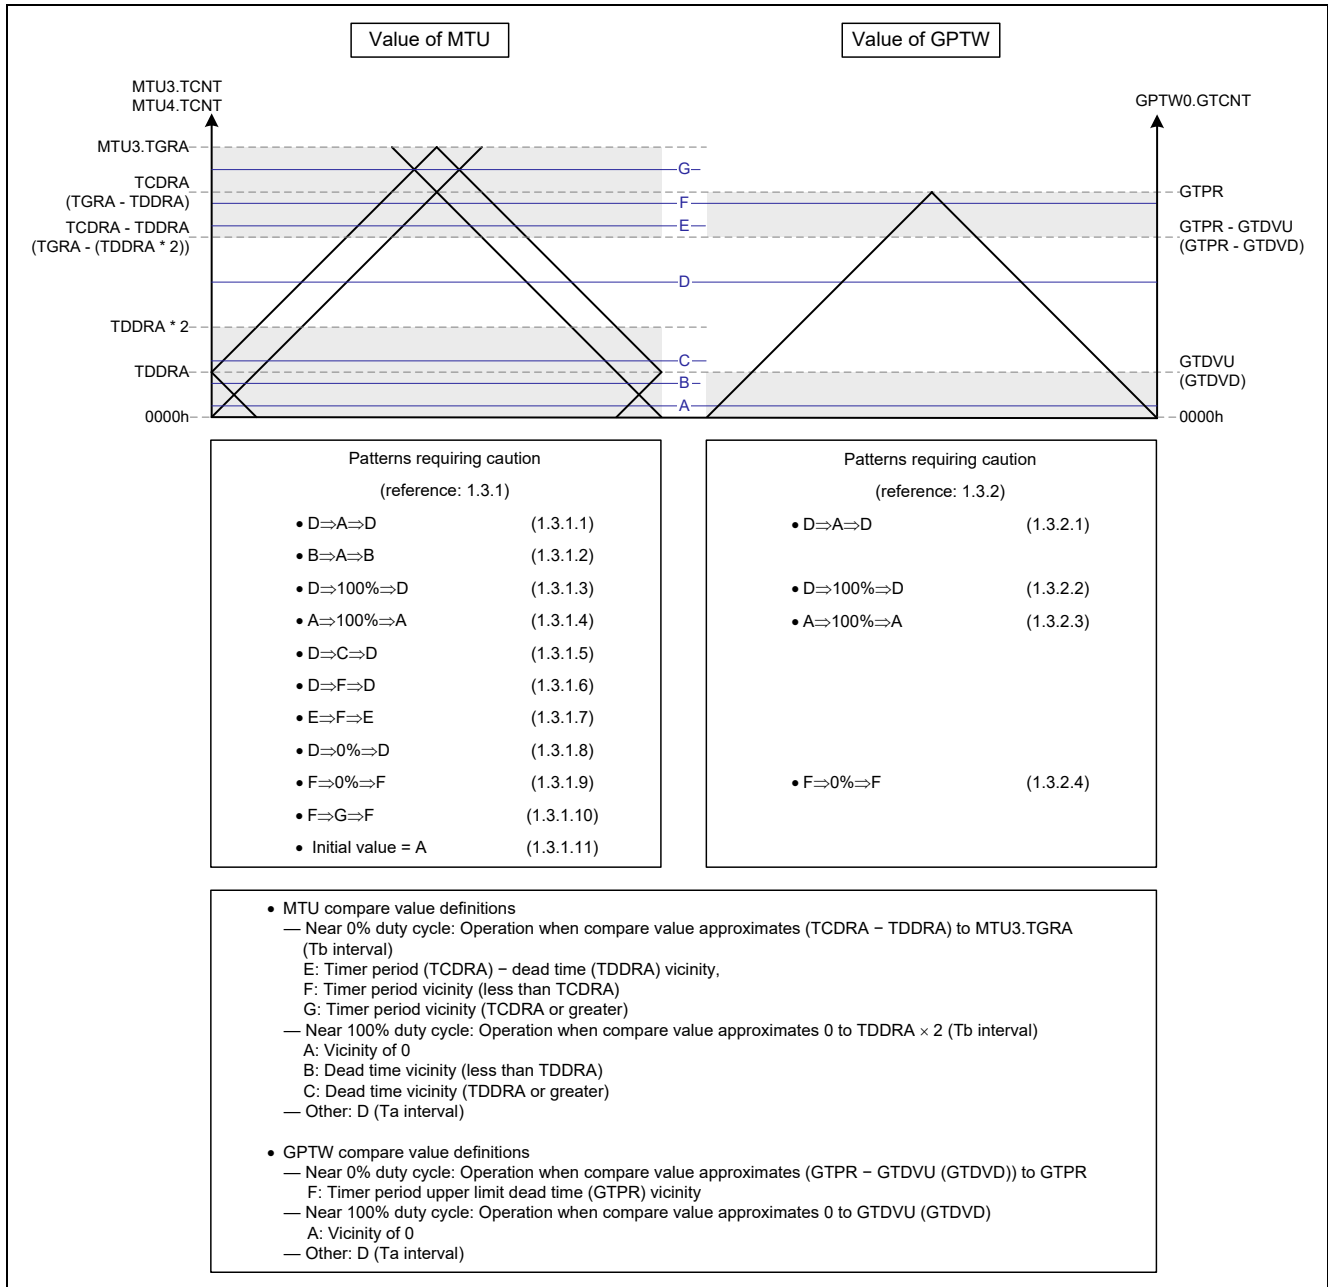 Value of MTU
Value of GPTW
MTU3.TCNT
MTU4.TCNT
GPTW0.GTCNT
MTU3.TGRA
G
TCDRA
(TGRA - TDDRA)
F
GTPR
TCDRA - TDDRA
(TGRA - (TDDRA * 2))
E
GTPR - GTDVU
(GTPR - GTDVD)
D
TDDRA * 2
C
TDDRA
GTDVU
(GTDVD)
B
A
0000h
0000h
Patterns requiring caution
(reference: 1.3.1)
• D⇒A⇒D (1.3.1.1)
• B⇒A⇒B (1.3.1.2)
• D⇒100%⇒D (1.3.1.3)
• A⇒100%⇒A (1.3.1.4)
• D⇒C⇒D (1.3.1.5)
• D⇒F⇒D (1.3.1.6)
• E⇒F⇒E (1.3.1.7)
• D⇒0%⇒D (1.3.1.8)
• F⇒0%⇒F (1.3.1.9)
• F⇒G⇒F (1.3.1.10)
• Initial value = A (1.3.1.11)
Patterns requiring caution
(reference: 1.3.2)
• D⇒A⇒D (1.3.2.1)
• D⇒100%⇒D (1.3.2.2)
• A⇒100%⇒A (1.3.2.3)
• F⇒0%⇒F (1.3.2.4)
• MTU compare value definitions
— Near 0% duty cycle: Operation when compare value approximates (TCDRA − TDDRA) to MTU3.TGRA
(Tb interval)
E: Timer period (TCDRA) − dead time (TDDRA) vicinity,
F: Timer period vicinity (less than TCDRA)
G: Timer period vicinity (TCDRA or greater)
— Near 100% duty cycle: Operation when compare value approximates 0 to TDDRA × 2 (Tb interval)
A: Vicinity of 0
B: Dead time vicinity (less than TDDRA)
C: Dead time vicinity (TDDRA or greater)
— Other: D (Ta interval)
• GPTW compare value definitions
— Near 0% duty cycle: Operation when compare value approximates (GTPR − GTDVU (GTDVD)) to GTPR
F: Timer period upper limit dead time (GTPR) vicinity
— Near 100% duty cycle: Operation when compare value approximates 0 to GTDVU (GTDVD)
A: Vicinity of 0
— Other: D (Ta interval)